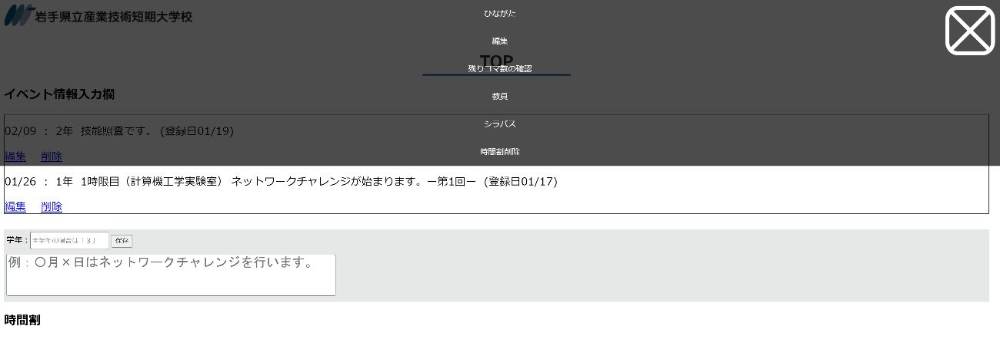 岩手県立産業技術短期大学校
ひながた
編集
TOP
残りコマ数の確認
教員
シラバス
時間割削除
イベント情報入力欄
02/09 : 2年 技能照査です。 (登録日01/19)
編集 削除
01/26 : 1年 1時限目（計算機工学実験室） ネットワークチャレンジが始まります。ー第1回ー (登録日01/17)
編集 削除
学年： 全学年の場合は「３」 保存
例：〇月×日はネットワークチャレンジを行います。
時間割